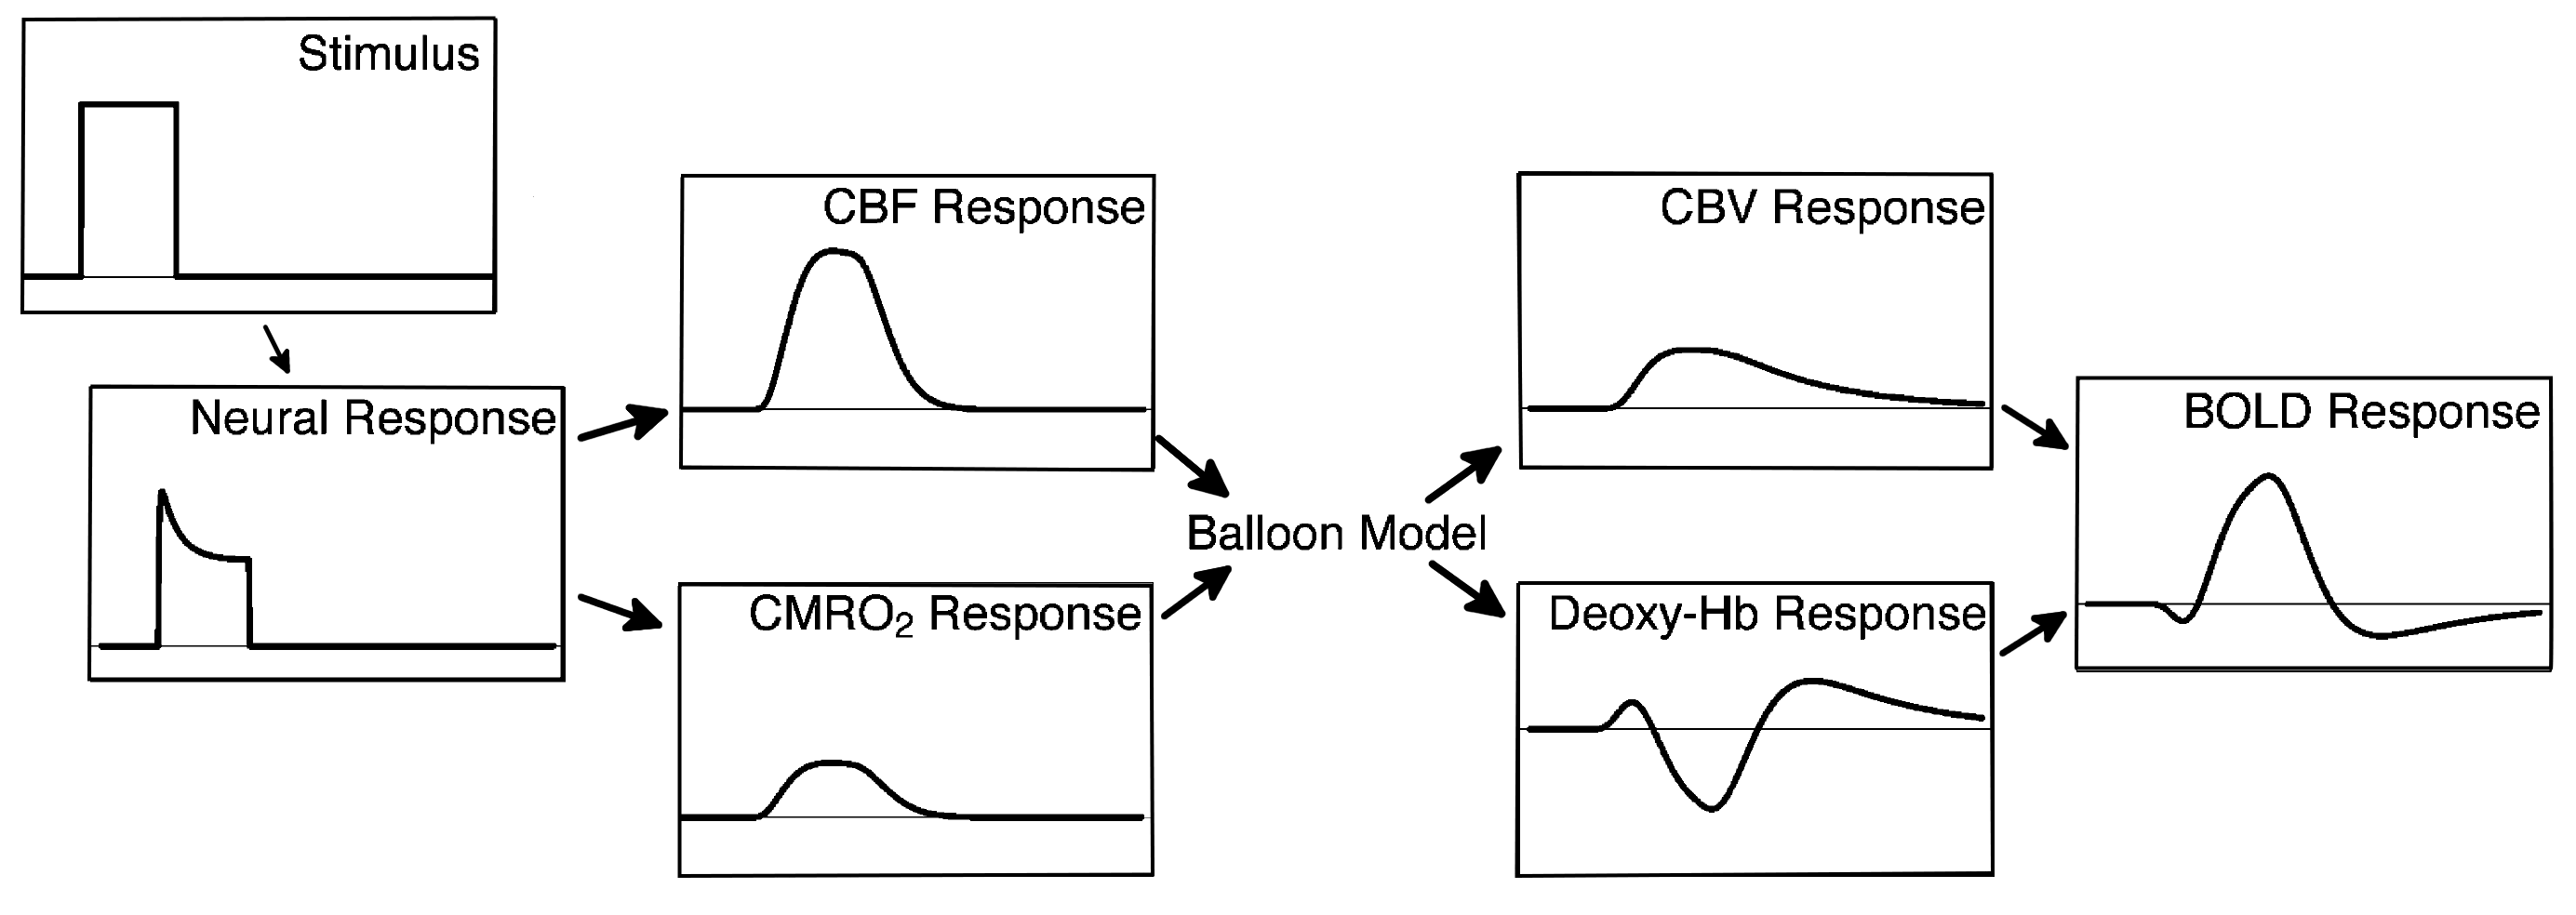 Stimulus
Neural Response
CBF Response
CMRO₂ Response
Balloon Model
CBV Response
Deoxy-Hb Response
BOLD Response